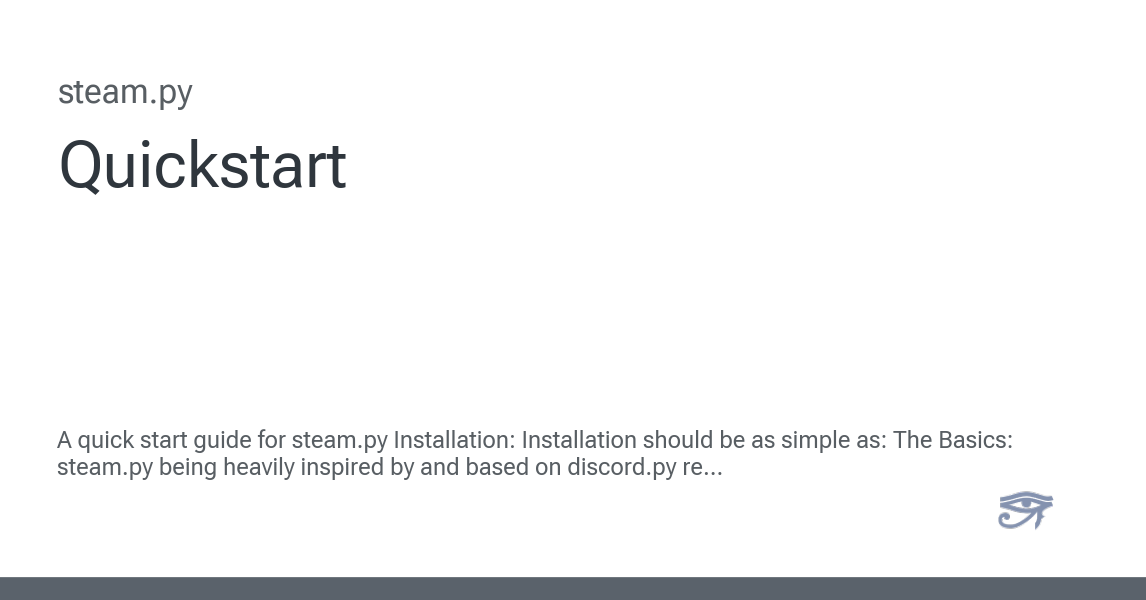 steam.py
Quickstart
A quick start guide for steam.py Installation: Installation should be as simple as: The Basics:
steam.py being heavily inspired by and based on discord.py re...